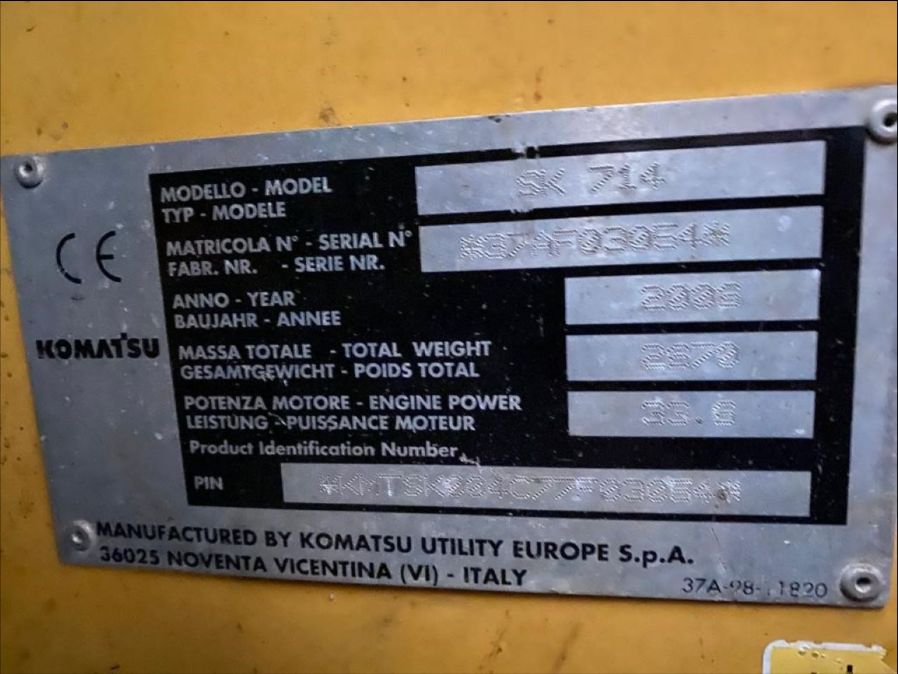 MODELLO - MODEL
TYP - MODELE
SK 714
MATRICOLA N° - SERIAL N°
FABR. NR. - SERIE NR.
*37AF03054*
ANNO - YEAR
BAUJAHR - ANNEE
2006
CE
KOMATSU
MASSA TOTALE - TOTAL WEIGHT
GESAMTGEWICHT - POIDS TOTAL
POTENZA MOTORE - ENGINE POWER
LEISTUNG - PUISSANCE MOTEUR
Product Identification Number
PIN
MANUFACTURED BY KOMATSU UTILITY EUROPE S.p.A.
36025 NOVENTA VICENTINA (VI) - ITALY